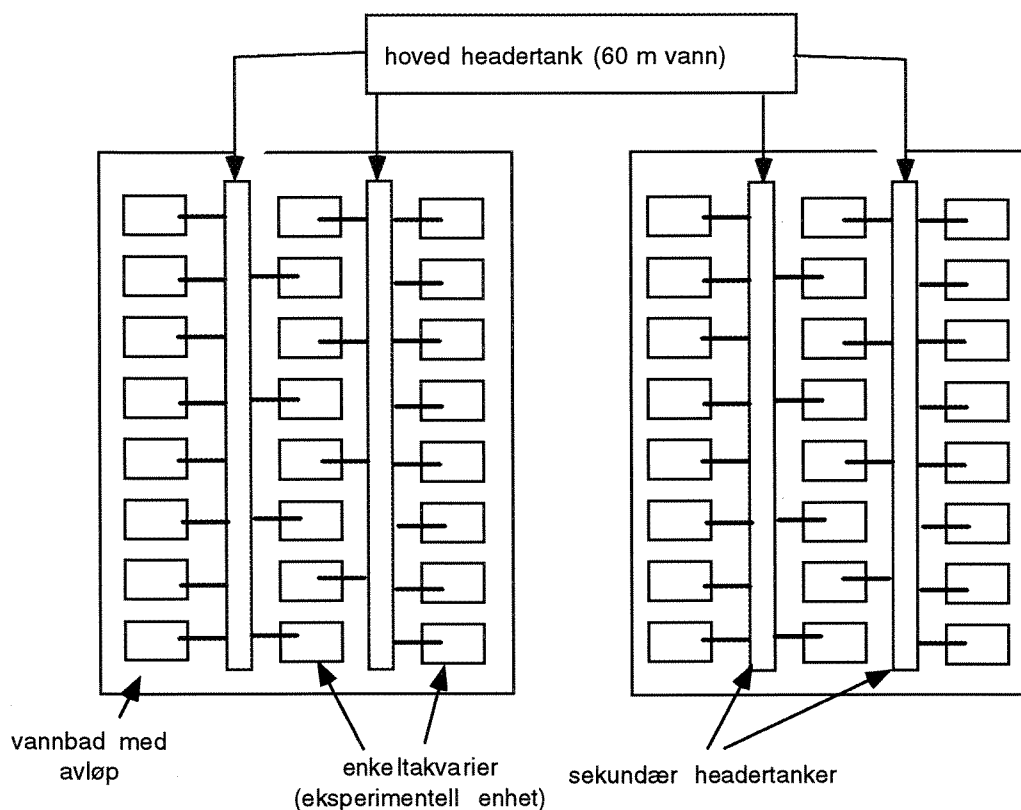 hoved headertank (60 m vann)
vannbad med
avløp
enkeltakvarier
(eksperimentell enhet)
sekundær headertanker